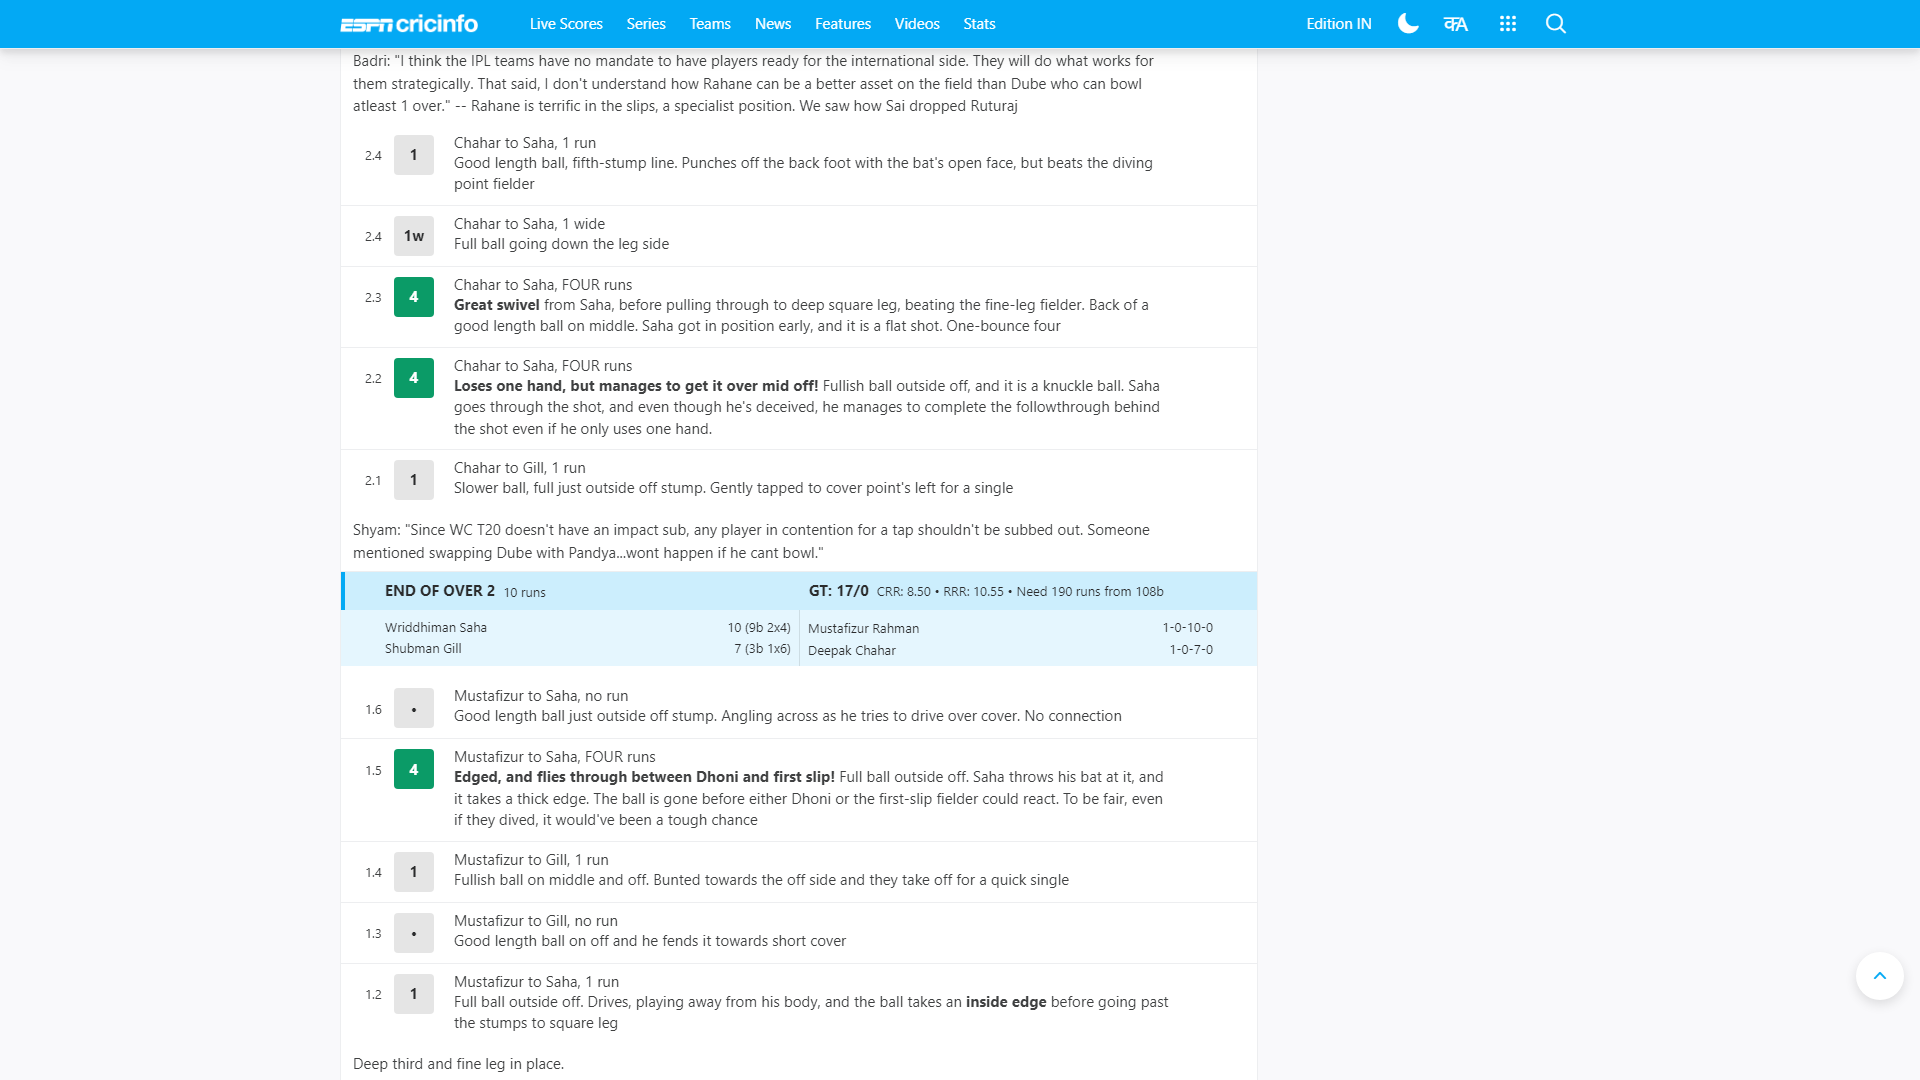 ESPN cricinfo Live Scores Series Teams News Features Videos Stats Edition IN कA
Badri: "I think the IPL teams have no mandate to have players ready for the international side. They will do what works for
them strategically. That said, I don't understand how Rahane can be a better asset on the field than Dube who can bowl
atleast 1 over." -- Rahane is terrific in the slips, a specialist position. We saw how Sai dropped Ruturaj
2.4 1 Chahar to Saha, 1 run
Good length ball, fifth-stump line. Punches off the back foot with the bat's open face, but beats the diving
point fielder
2.4 1w Chahar to Saha, 1 wide
Full ball going down the leg side
2.3 4 Chahar to Saha, FOUR runs
Great swivel from Saha, before pulling through to deep square leg, beating the fine-leg fielder. Back of a
good length ball on middle. Saha got in position early, and it is a flat shot. One-bounce four
2.2 4 Chahar to Saha, FOUR runs
Loses one hand, but manages to get it over mid off! Fullish ball outside off, and it is a knuckle ball. Saha
goes through the shot, and even though he's deceived, he manages to complete the followthrough behind
the shot even if he only uses one hand.
2.1 1 Chahar to Gill, 1 run
Slower ball, full just outside off stump. Gently tapped to cover point's left for a single
Shyam: "Since WC T20 doesn't have an impact sub, any player in contention for a tap shouldn't be subbed out. Someone
mentioned swapping Dube with Pandya...wont happen if he cant bowl."
END OF OVER 2 10 runs GT: 17/0 CRR: 8.50 • RRR: 10.55 • Need 190 runs from 108b
Wriddhiman Saha 10 (9b 2x4) Mustafizur Rahman 1-0-10-0
Shubman Gill 7 (3b 1x6) Deepak Chahar 1-0-7-0
1.6 • Mustafizur to Saha, no run
Good length ball just outside off stump. Angling across as he tries to drive over cover. No connection
1.5 4 Mustafizur to Saha, FOUR runs
Edged, and flies through between Dhoni and first slip! Full ball outside off. Saha throws his bat at it, and
it takes a thick edge. The ball is gone before either Dhoni or the first-slip fielder could react. To be fair, even
if they dived, it would've been a tough chance
1.4 1 Mustafizur to Gill, 1 run
Fullish ball on middle and off. Bunted towards the off side and they take off for a quick single
1.3 • Mustafizur to Gill, no run
Good length ball on off and he fends it towards short cover
1.2 1 Mustafizur to Saha, 1 run
Full ball outside off. Drives, playing away from his body, and the ball takes an inside edge before going past
the stumps to square leg
Deep third and fine leg in place.